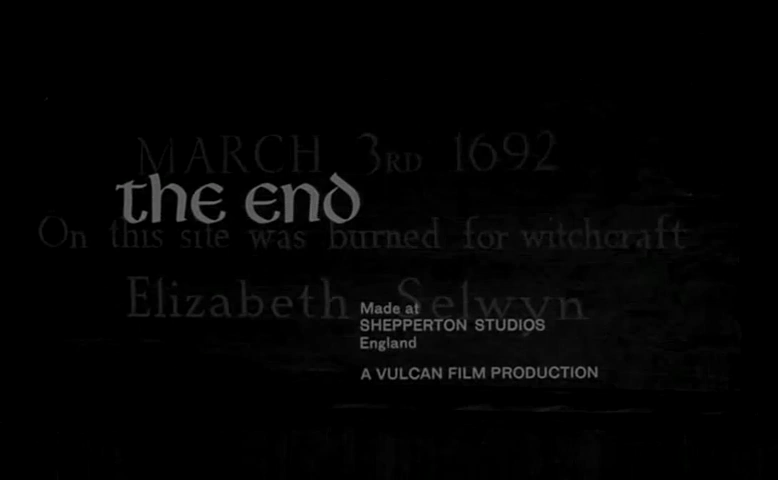 MARCH 3RD 1692
the end
On this site was burned for witchcraft
Elizabeth Selwyn
Made at
SHEPPERTON STUDIOS
England
A VULCAN FILM PRODUCTION